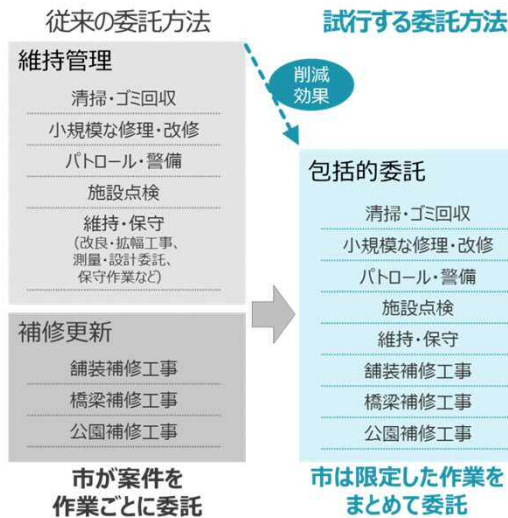 従来の委託方法
維持管理
清掃・ゴミ回収
小規模な修理・改修
パトロール・警備
施設点検
維持・保守
(改良・拡幅工事、
測量・設計委託、
保守作業など)
補修更新
舗装補修工事
橋梁補修工事
公園補修工事
市が案件を
作業ごとに委託
試行する委託方法
削減
効果
包括的委託
清掃・ゴミ回収
小規模な修理・改修
パトロール・警備
施設点検
維持・保守
舗装補修工事
橋梁補修工事
公園補修工事
市は限定した作業を
まとめて委託